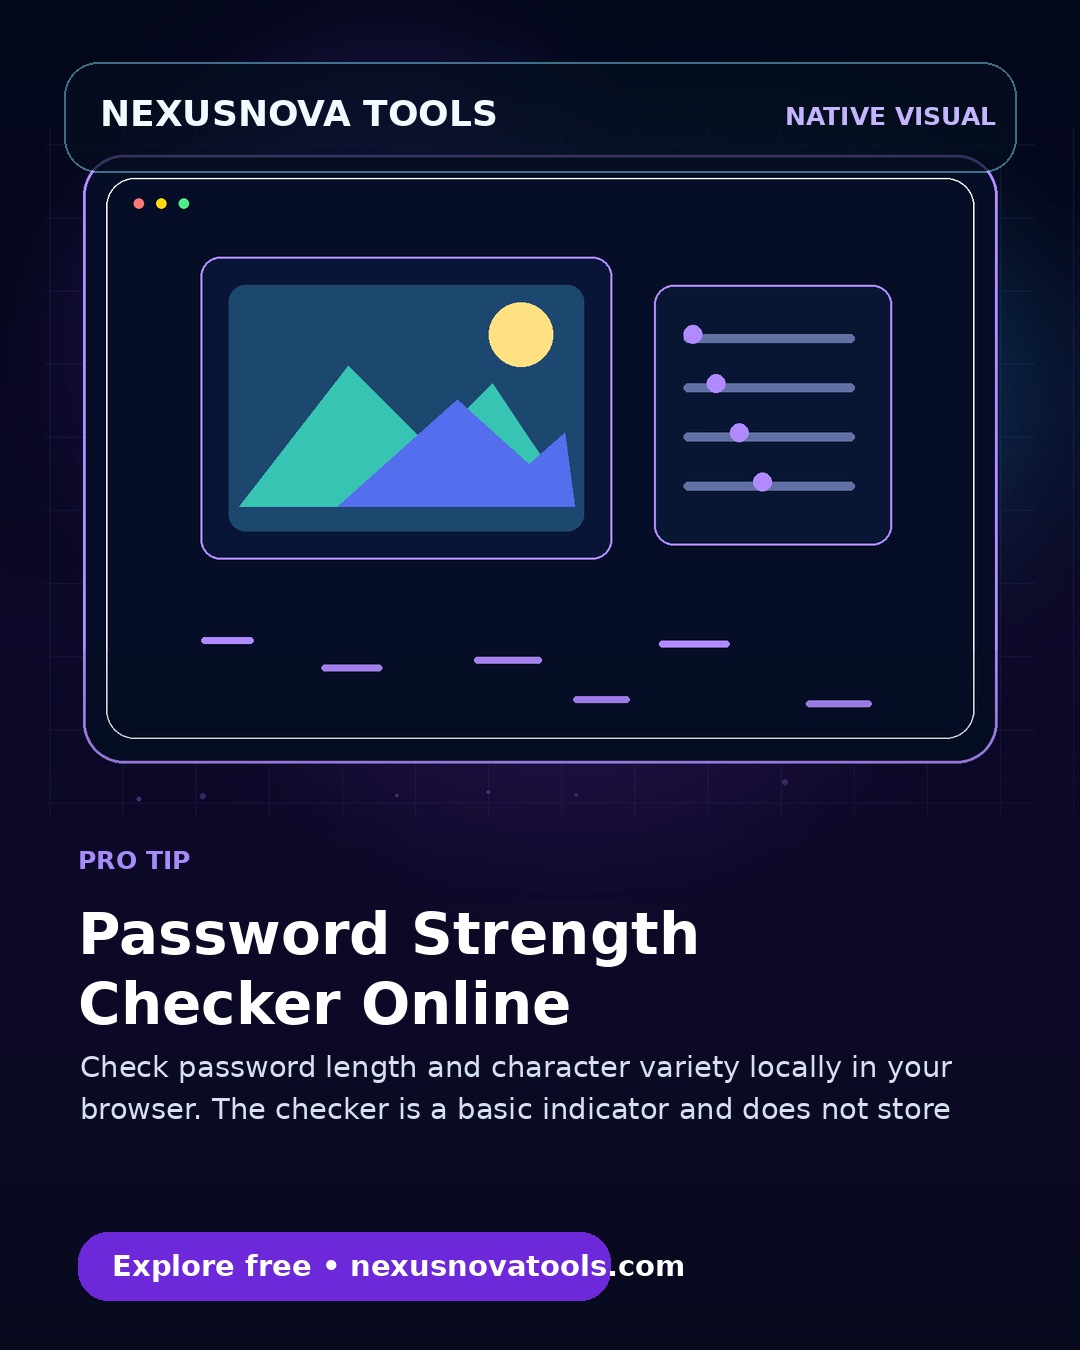 NEXUSNOVA TOOLS
NATIVE VISUAL
PRO TIP
Password Strength
Checker Online
Check password length and character variety locally in your
browser. The checker is a basic indicator and does not store
Explore free • nexusnovatools.com